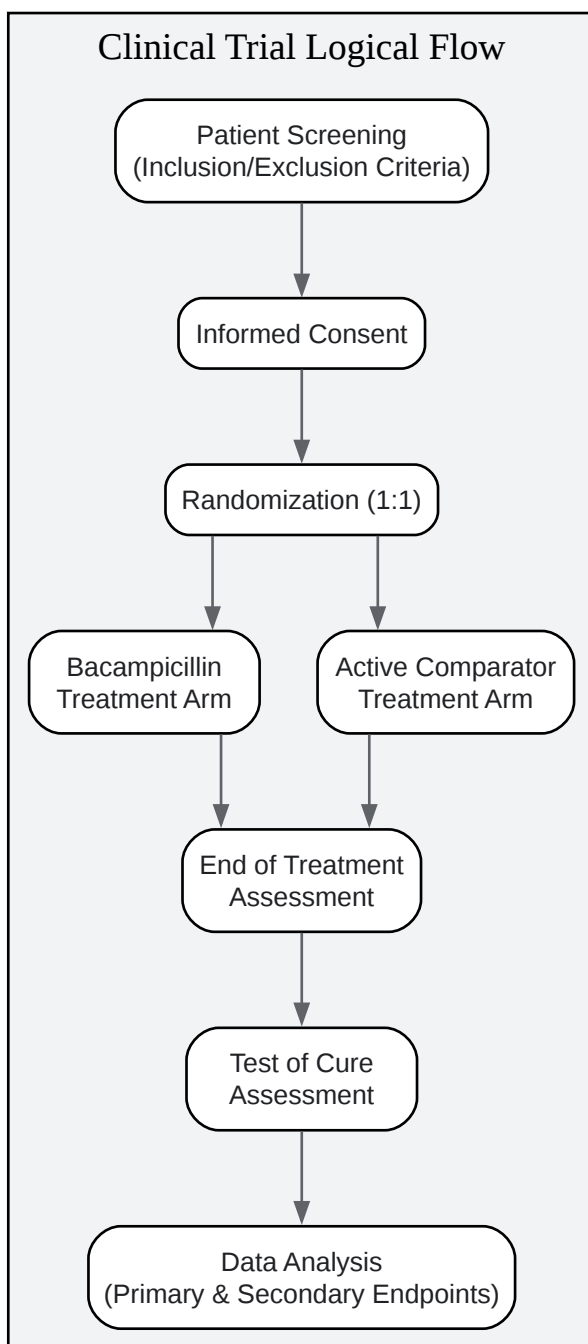 Clinical Trial Logical Flow
Patient Screening
(Inclusion/Exclusion Criteria)
Informed Consent
Randomization (1:1)
Bacampicillin
Treatment Arm
Active Comparator
Treatment Arm
End of Treatment
Assessment
Test of Cure
Assessment
Data Analysis
(Primary & Secondary Endpoints)